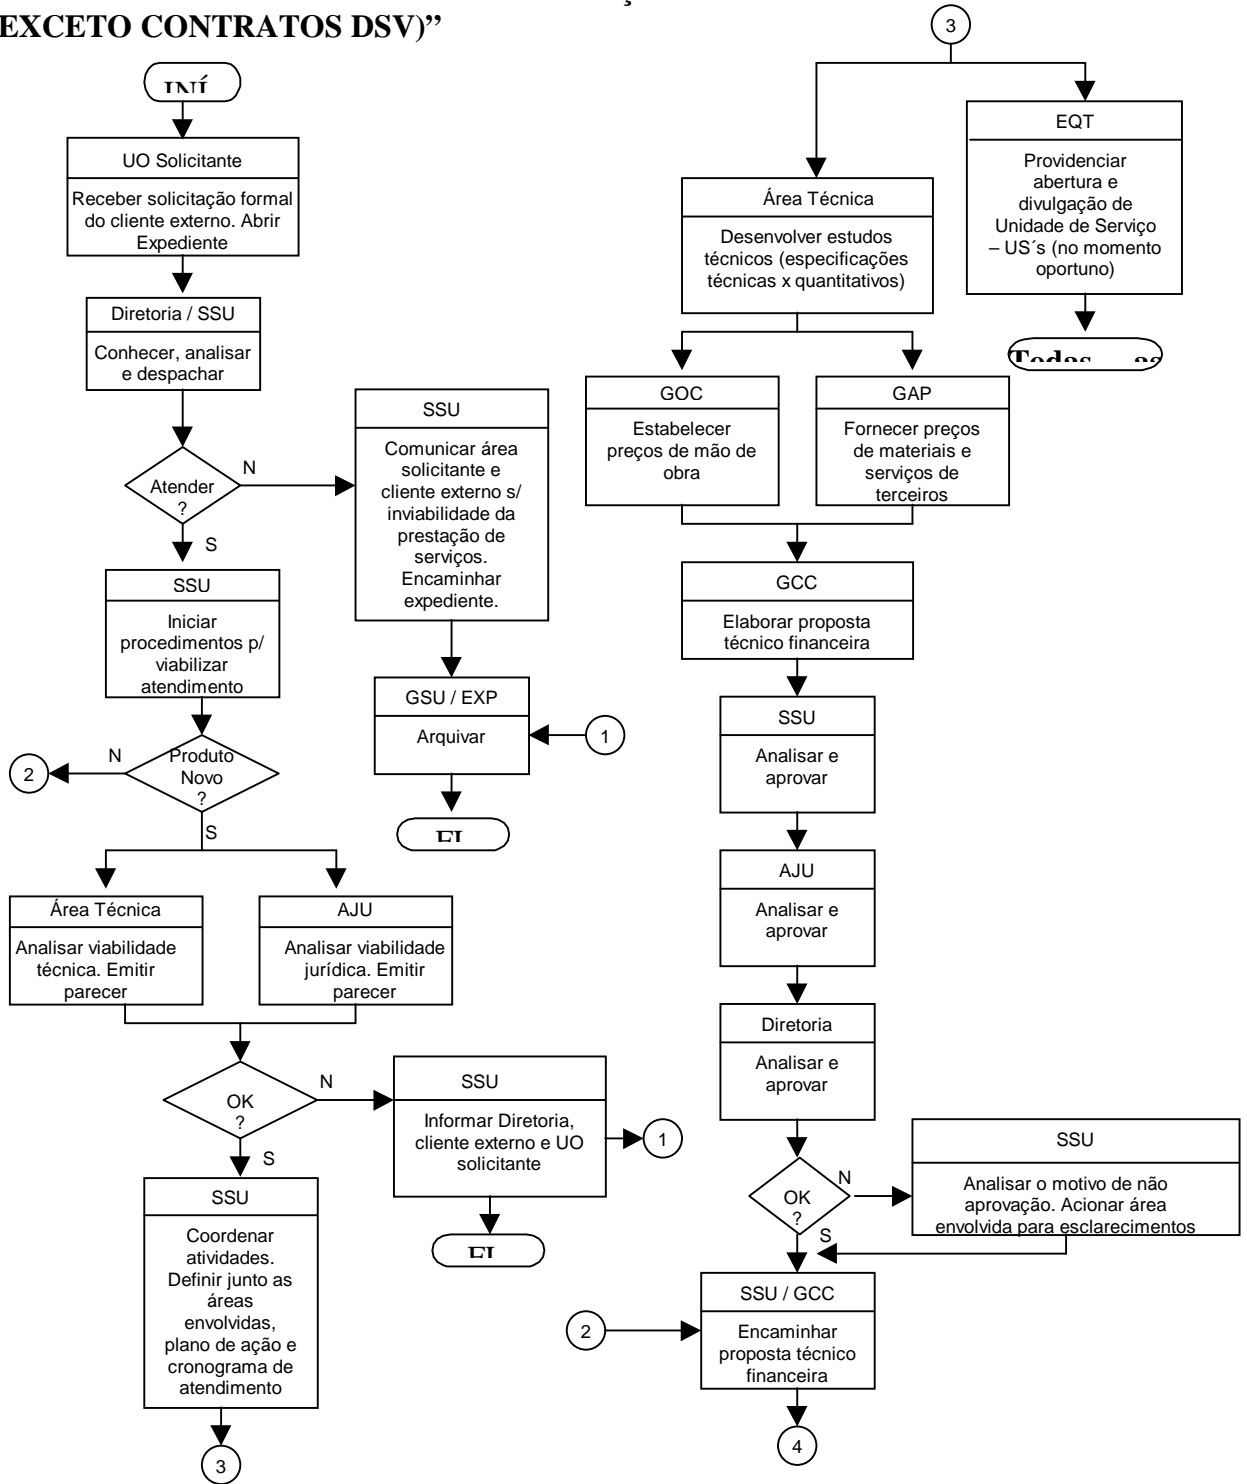 EXCETO CONTRATOS DSV)”
UO Solicitante
Receber solicitação formal
do cliente externo. Abrir
Expediente
Diretoria / SSU
Conhecer, analisar
e despachar
Atender
?
N
S
SSU
Comunicar área
solicitante e
cliente externo s/
inviabilidade da
prestação de
serviços.
Encaminhar
expediente.
SSU
Iniciar
procedimentos p/
viabilizar
atendimento
GSU / EXP
Arquivar
1
Produto
Novo
?
N
2
S
Área Técnica
Analisar viabilidade
técnica. Emitir
parecer
AJU
Analisar viabilidade
jurídica. Emitir
parecer
OK
?
N
S
SSU
Informar Diretoria,
cliente externo e UO
solicitante
1
SSU
Coordenar
atividades.
Definir junto as
áreas
envolvidas,
plano de ação e
cronograma de
atendimento
3
3
EQT
Providenciar
abertura e
divulgação de
Unidade de Serviço
– US´s (no momento
oportuno)
Todas as
Área Técnica
Desenvolver estudos
técnicos (especificações
técnicas x quantitativos)
GOC
Estabelecer
preços de mão de
obra
GAP
Fornecer preços
de materiais e
serviços de
terceiros
GCC
Elaborar proposta
técnico financeira
SSU
Analisar e
aprovar
AJU
Analisar e
aprovar
Diretoria
Analisar e
aprovar
OK
?
N
S
SSU
Analisar o motivo de não
aprovação. Acionar área
envolvida para esclarecimentos
SSU / GCC
Encaminhar
proposta técnico
financeira
2
4